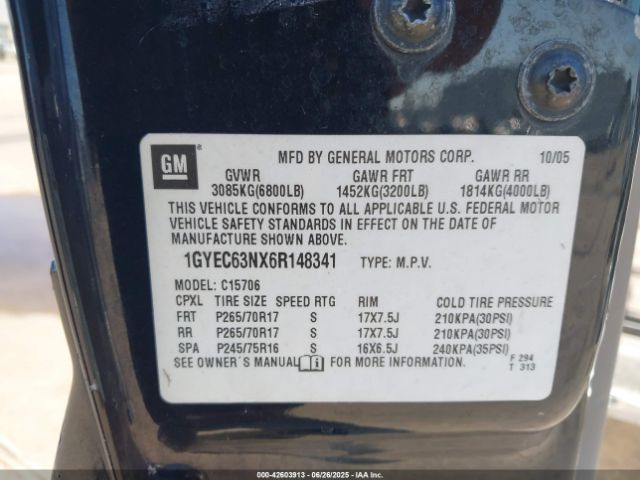 GM ®
MFD BY GENERAL MOTORS CORP. 10/05
GVWR GAWR FRT GAWR RR
3085KG(6800LB) 1452KG(3200LB) 1814KG(4000LB)
THIS VEHICLE CONFORMS TO ALL APPLICABLE U.S. FEDERAL MOTOR
VEHICLE SAFETY STANDARDS IN EFFECT ON THE DATE OF
MANUFACTURE SHOWN ABOVE.
1GYEC63NX6R148341 TYPE: M.P.V.
MODEL: C15706
CPXL TIRE SIZE SPEED RTG RIM COLD TIRE PRESSURE
FRT P265/70R17 S 17X7.5J 210KPA(30PSI)
RR P265/70R17 S 17X7.5J 210KPA(30PSI)
SPA P245/75R16 S 16X6.5J 240KPA(35PSI)
SEE OWNER'S MANUAL i FOR MORE INFORMATION.
F 294
T 313
1-00000-42603913 06/26/2025 - IAA Inc.